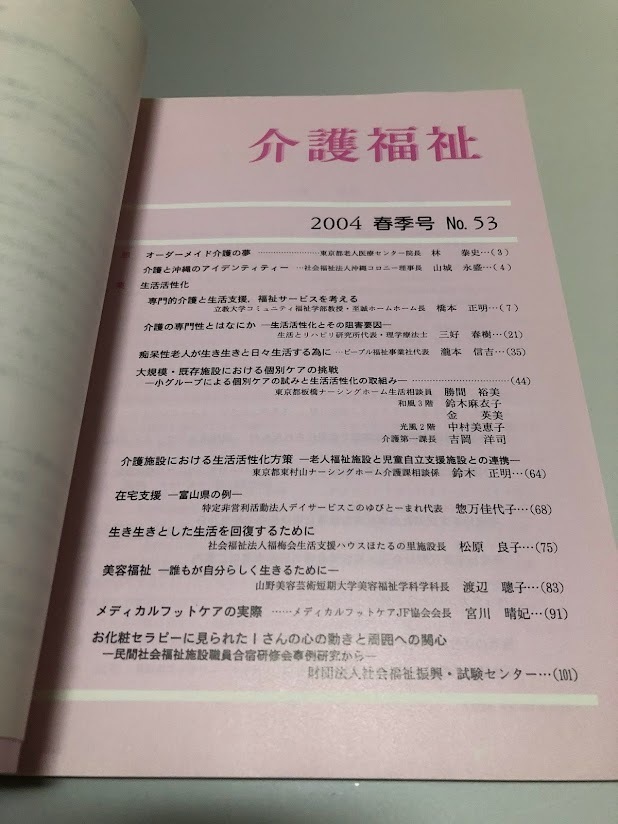 介護福祉
2004 春季号 No.53
オーダーメイド介護の夢 ……………………東京都老人医療センター院長 林 泰史…(3)
介護と沖縄のアイデンティティー …社会福祉法人沖縄コロニー理事長 山城 永盛…(4)
生活活性化
専門的介護と生活支援,福祉サービスを考える
立教大学コミュニティ福祉学部教授・至誠ホームホーム長 橋本 正明…(7)
介護の専門性とはなにか ―生活活性化とその阻害要因―
生活とリハビリ研究所代表・理学療法士 三好 春樹…(21)
痴呆性老人が生き生きと日々生活する為に …ピープル福祉事業社代表 瀧本 信吉…(35)
大規模・既存施設における個別ケアの挑戦
―小グループによる個別ケアの試みと生活活性化の取組み― ……………………(44)
東京都板橋ナーシングホーム生活相談員 勝間 裕美
和風3階 鈴木麻衣子
金 英美
光風2階 中村美恵子
介護第一課長 吉岡 洋司
介護施設における生活活性化方策 ―老人福祉施設と児童自立支援施設との連携―
東京都東村山ナーシングホーム介護課相談係 鈴木 正明…(64)
在宅支援 ―富山県の例―
特定非営利活動法人デイサービスこのゆびとーまれ代表 惣万佳代子…(68)
生き生きとした生活を回復するために
社会福祉法人福梅会生活支援ハウスほたるの里施設長 松原 良子…(75)
美容福祉 ―誰もが自分らしく生きるために―
山野美容芸術短期大学美容福祉学科学科長 渡辺 聰子…(83)
メディカルフットケアの実際 ……メディカルフットケアJF協会会長 宮川 晴妃…(91)
お化粧セラピーに見られたIさんの心の動きと周囲への関心
―民間社会福祉施設職員合宿研修会事例研究から―
財団法人社会福祉振興・試験センター…(101)